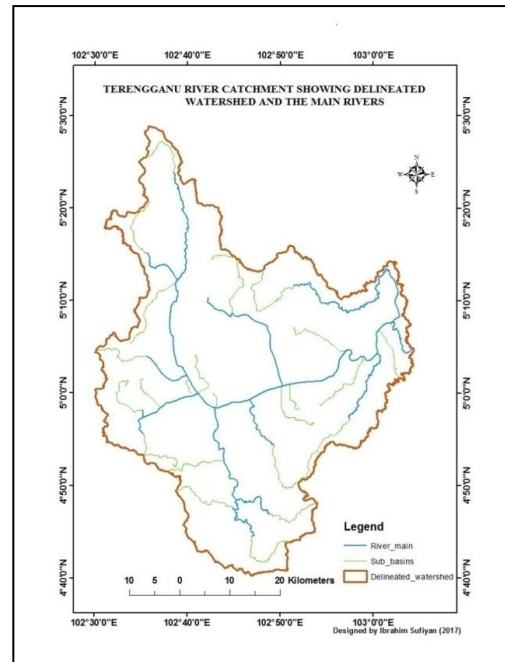 102°30'0"E 102°40'0"E 102°50'0"E 103°0'0"E
TERENGGANU RIVER CATCHMENT SHOWING DELINEATED
WATERSHED AND THE MAIN RIVERS
N
W E
S
5°30'0"N 5°30'0"N
5°20'0"N 5°20'0"N
5°10'0"N 5°10'0"N
5°0'0"N 5°0'0"N
4°50'0"N 4°50'0"N
4°40'0"N 4°40'0"N
Legend
River_main
Sub_basins
Delineated_watershed
10 5 0 10 20 Kilometers
102°30'0"E 102°40'0"E 102°50'0"E 103°0'0"E
Designed by Ibrahim Sufiyan (2017)